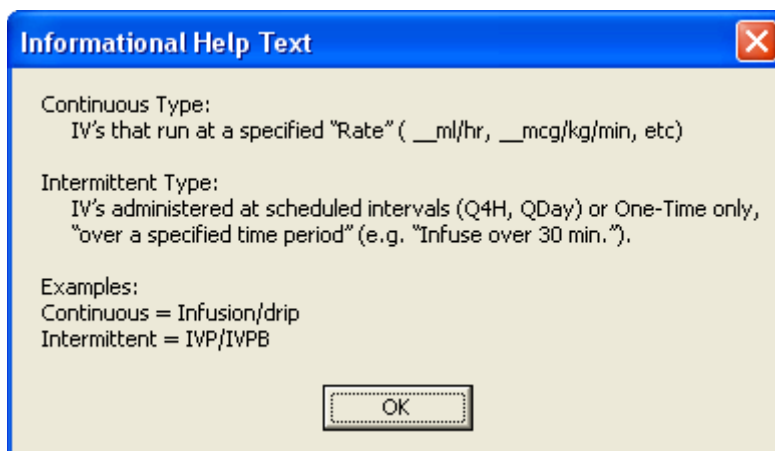 Informational Help Text
Continuous Type:
IV's that run at a specified "Rate" ( __ml/hr, __mcg/kg/min, etc)
Intermittent Type:
IV's administered at scheduled intervals (Q4H, QDay) or One-Time only,
"over a specified time period" (e.g. "Infuse over 30 min.").
Examples:
Continuous = Infusion/drip
Intermittent = IVP/IVPB
OK